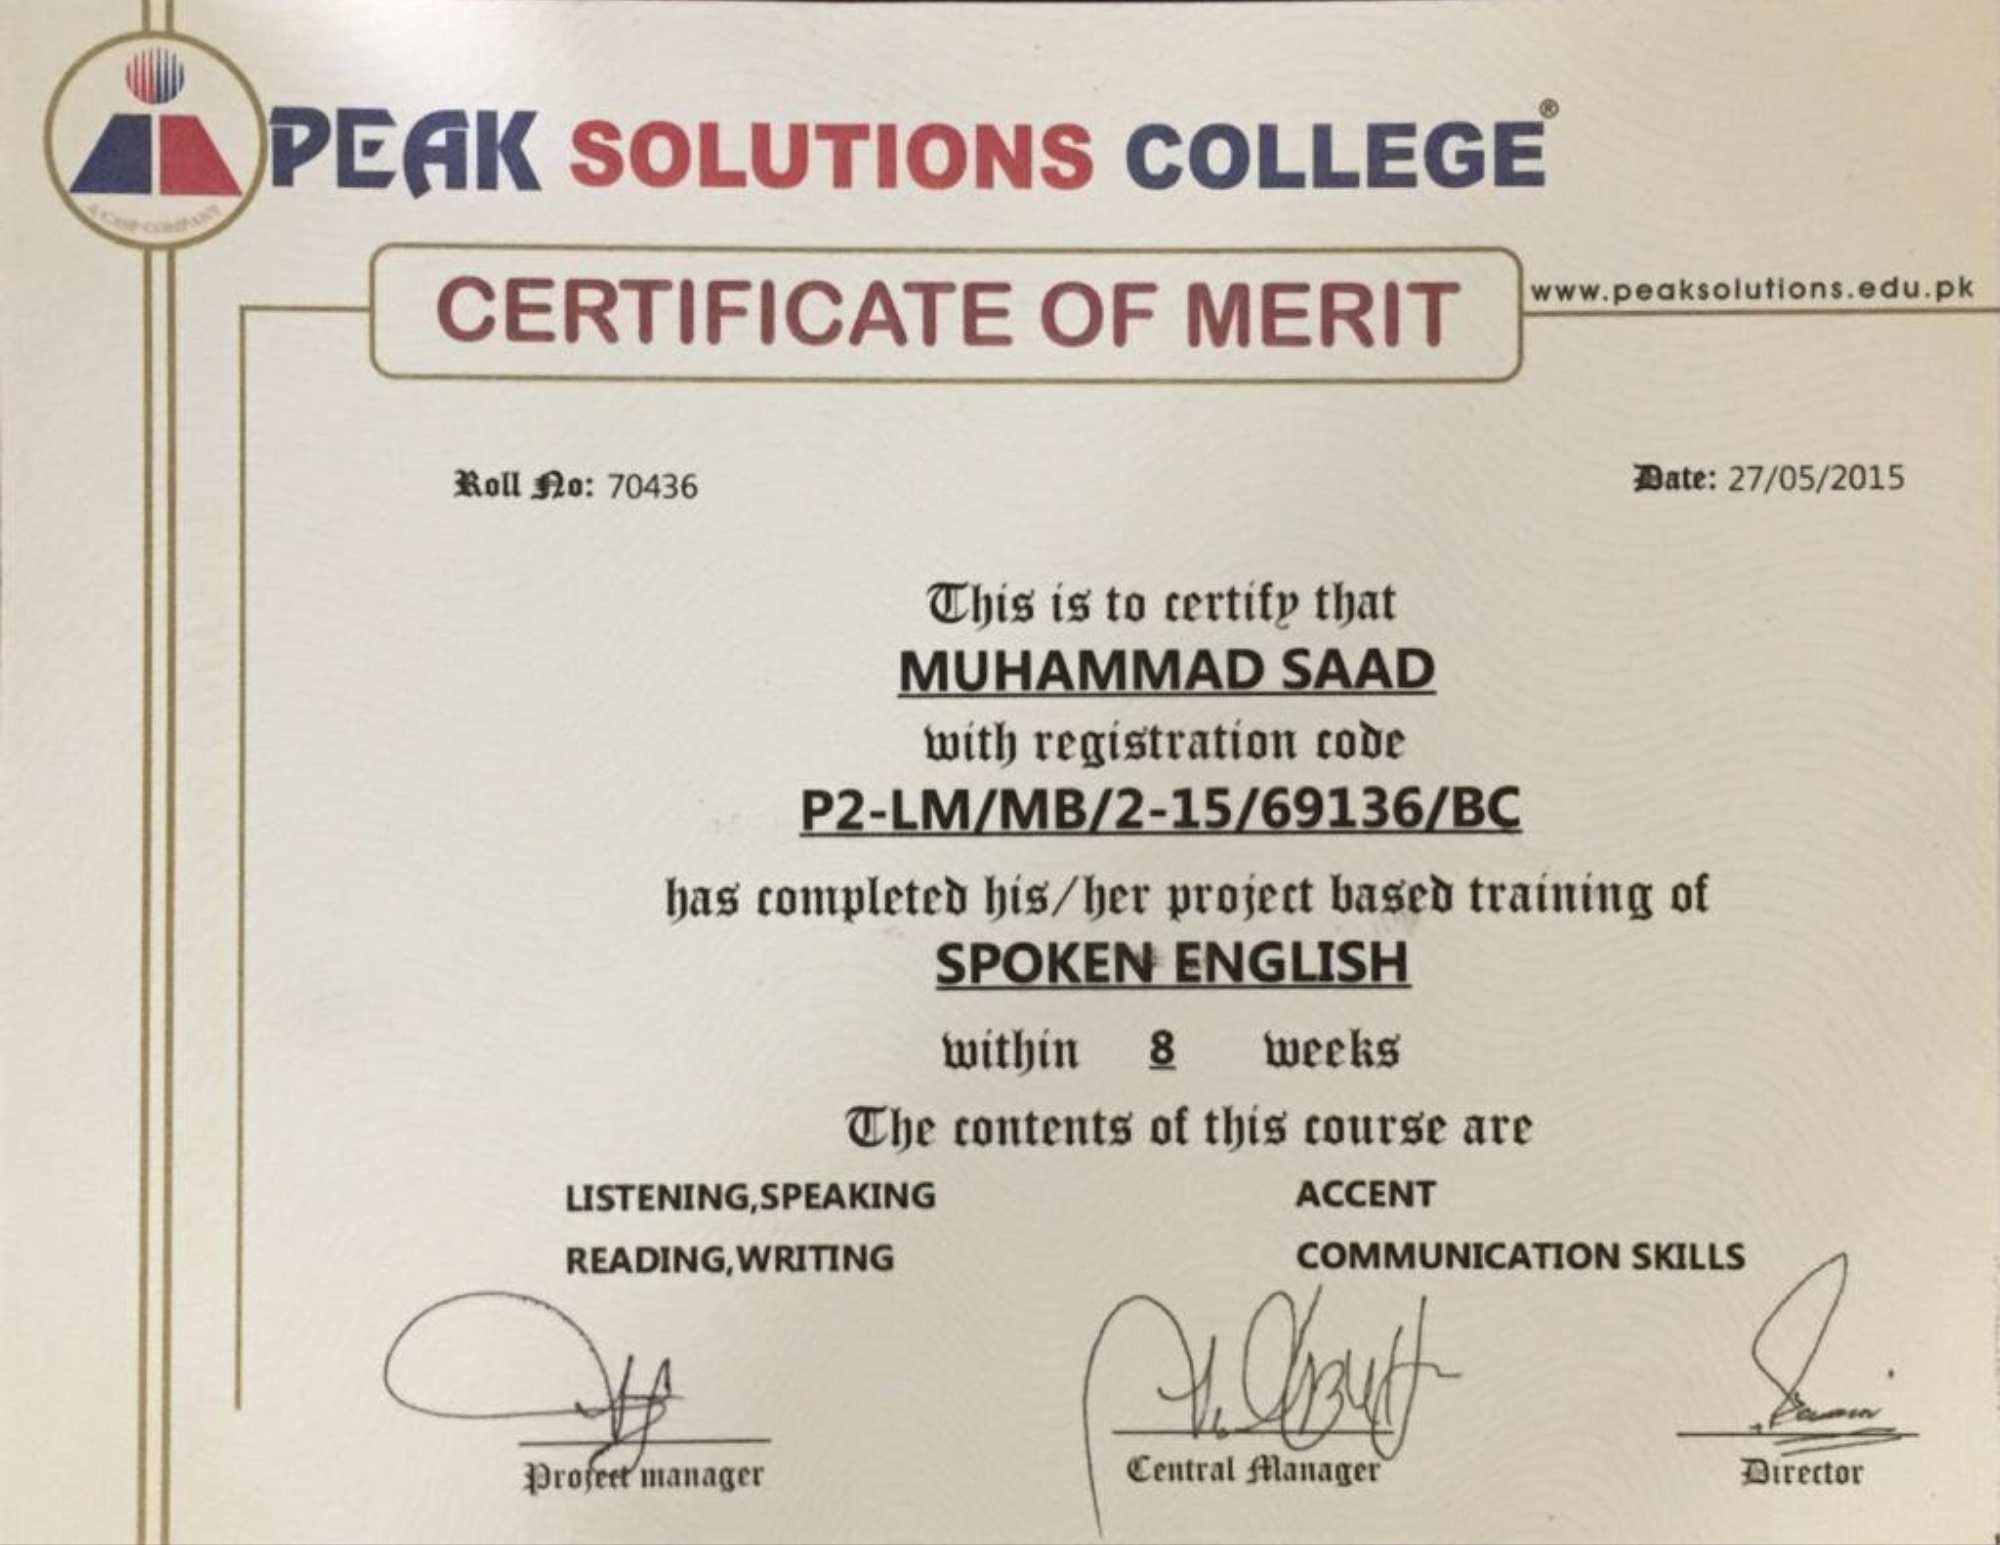 PEAK SOLUTIONS COLLEGE®
CERTIFICATE OF MERIT
www.peaksolutions.edu.pk
Roll No: 70436
Date: 27/05/2015
This is to certify that
MUHAMMAD SAAD
with registration code
P2-LM/MB/2-15/69136/BC
has completed his/her project based training of
SPOKEN ENGLISH
within 8 weeks
The contents of this course are
LISTENING,SPEAKING
ACCENT
READING,WRITING
COMMUNICATION SKILLS
Project manager
Central Manager
Director